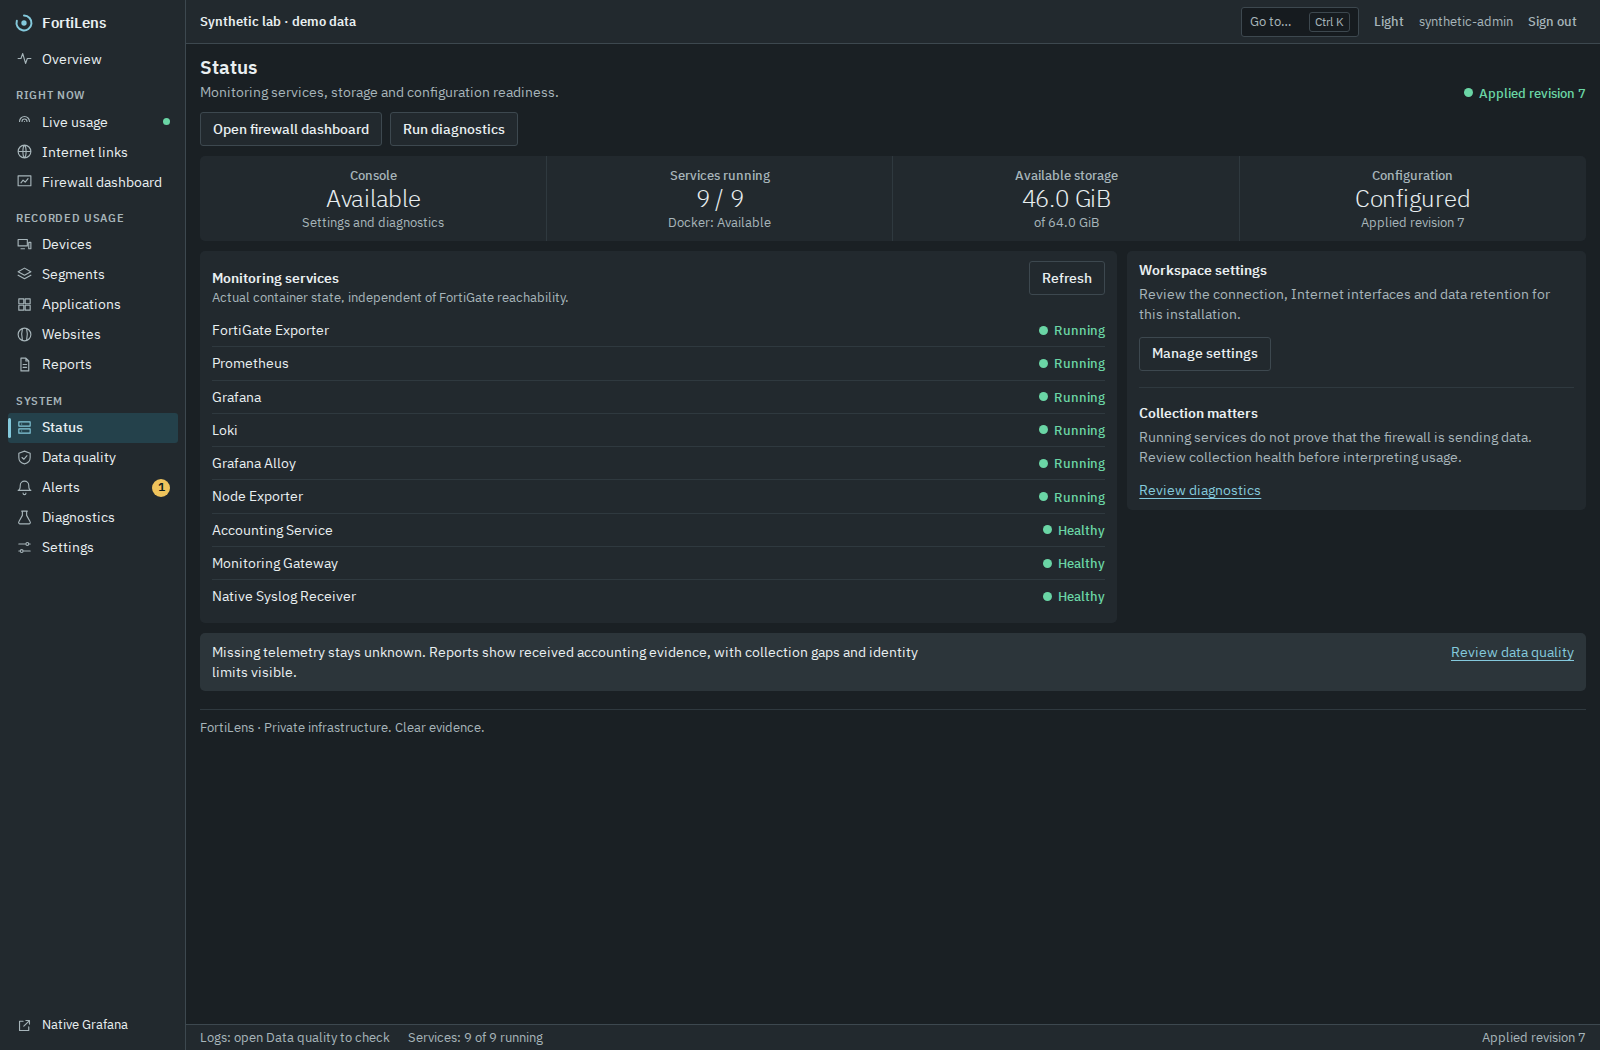 FortiLens
Overview
RIGHT NOW
Live usage
Internet links
Firewall dashboard
RECORDED USAGE
Devices
Segments
Applications
Websites
Reports
SYSTEM
Status
Data quality
Alerts 1
Diagnostics
Settings
Native Grafana
Synthetic lab · demo data
Go to... Ctrl K Light synthetic-admin Sign out
Status
Monitoring services, storage and configuration readiness.
Applied revision 7
Open firewall dashboard Run diagnostics
Console
Available
Settings and diagnostics
Services running
9 / 9
Docker: Available
Available storage
46.0 GiB
of 64.0 GiB
Configuration
Configured
Applied revision 7
Monitoring services
Actual container state, independent of FortiGate reachability.
Refresh
FortiGate Exporter Running
Prometheus Running
Grafana Running
Loki Running
Grafana Alloy Running
Node Exporter Running
Accounting Service Healthy
Monitoring Gateway Healthy
Native Syslog Receiver Healthy
Workspace settings
Review the connection, Internet interfaces and data retention for
this installation.
Manage settings
Collection matters
Running services do not prove that the firewall is sending data.
Review collection health before interpreting usage.
Review diagnostics
Missing telemetry stays unknown. Reports show received accounting evidence, with collection gaps and identity
limits visible.
Review data quality
FortiLens · Private infrastructure. Clear evidence.
Logs: open Data quality to check Services: 9 of 9 running Applied revision 7